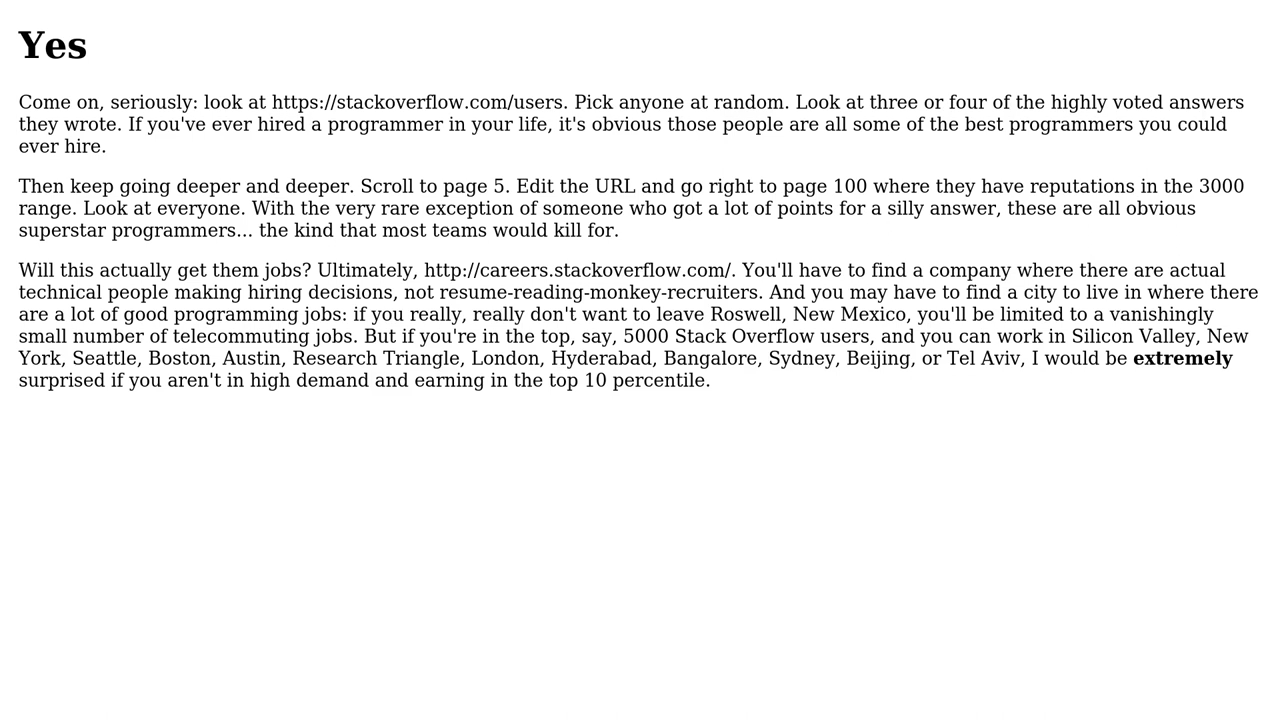 Yes
Come on, seriously: look at https://stackoverflow.com/users. Pick anyone at random. Look at three or four of the highly voted answers
they wrote. If you've ever hired a programmer in your life, it's obvious those people are all some of the best programmers you could
ever hire.
Then keep going deeper and deeper. Scroll to page 5. Edit the URL and go right to page 100 where they have reputations in the 3000
range. Look at everyone. With the very rare exception of someone who got a lot of points for a silly answer, these are all obvious
superstar programmers... the kind that most teams would kill for.
Will this actually get them jobs? Ultimately, http://careers.stackoverflow.com/. You'll have to find a company where there are actual
technical people making hiring decisions, not resume-reading-monkey-recruiters. And you may have to find a city to live in where there
are a lot of good programming jobs: if you really, really don't want to leave Roswell, New Mexico, you'll be limited to a vanishingly
small number of telecommuting jobs. But if you're in the top, say, 5000 Stack Overflow users, and you can work in Silicon Valley, New
York, Seattle, Boston, Austin, Research Triangle, London, Hyderabad, Bangalore, Sydney, Beijing, or Tel Aviv, I would be extremely
surprised if you aren't in high demand and earning in the top 10 percentile.